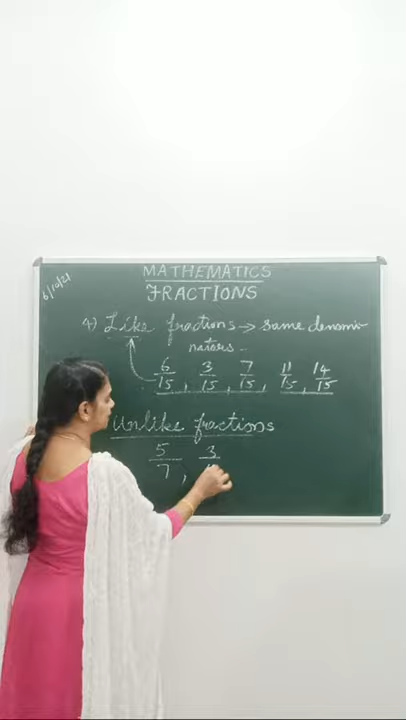 6/10/21
MATHEMATICS
FRACTIONS
4) Like fractions → same denomi-
nators.
6/15, 3/15, 7/15, 11/15, 14/15
Unlike fractions
5/7, 3/